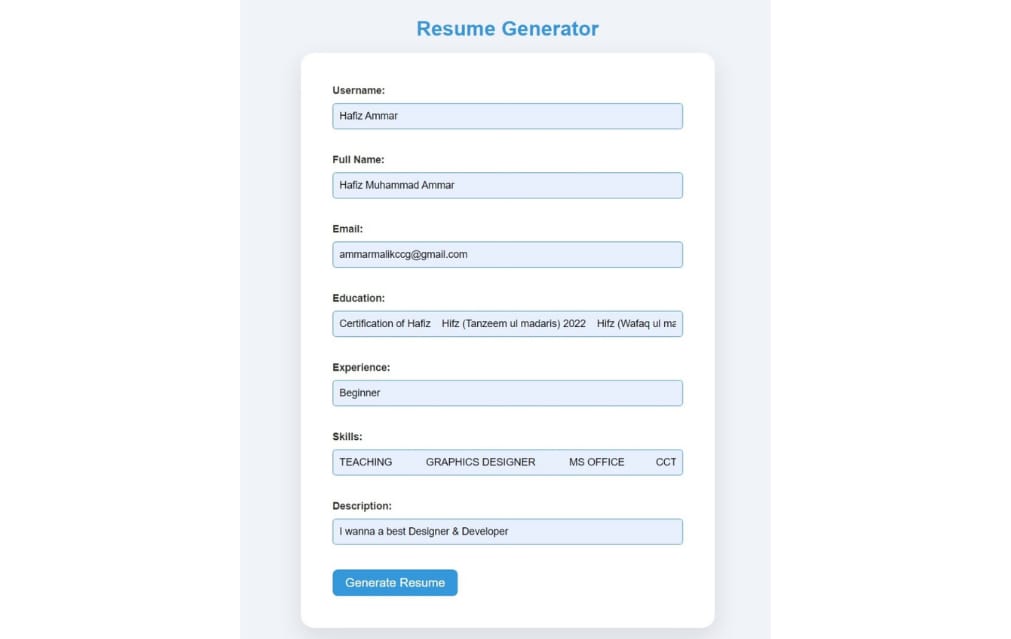 Resume Generator
Username:
Hafiz Ammar
Full Name:
Hafiz Muhammad Ammar
Email:
ammarmalikccg@gmail.com
Education:
Certification of Hafiz    Hifz (Tanzeem ul madaris) 2022    Hifz (Wafaq ul ma
Experience:
Beginner
Skills:
TEACHING    GRAPHICS DESIGNER    MS OFFICE    CCT
Description:
I wanna a best Designer & Developer
Generate Resume